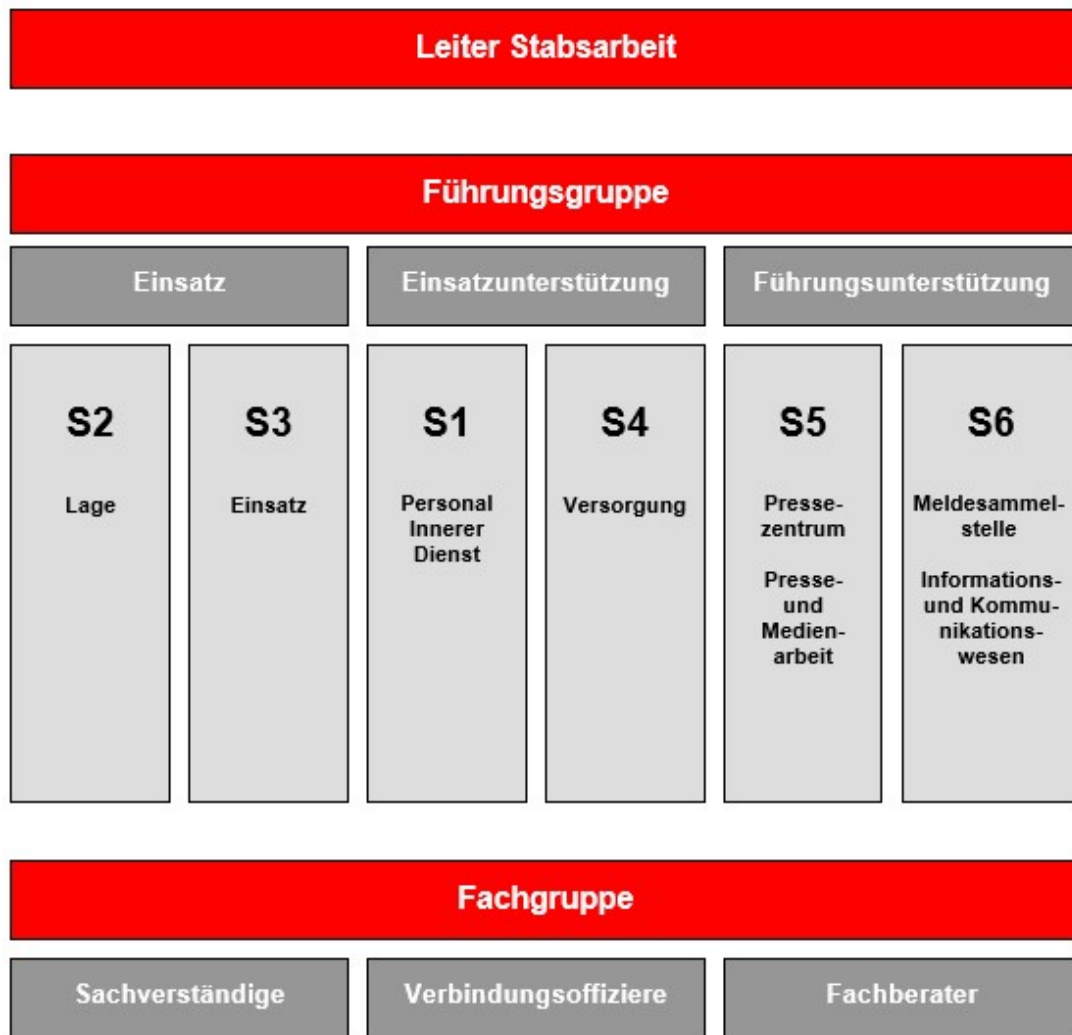 Leiter Stabsarbeit
Führungsgruppe
Einsatz
Einsatzunterstützung
Führungsunterstützung
S2
Lage
S3
Einsatz
S1
Personal
Innerer
Dienst
S4
Versorgung
S5
Presse-
zentrum
Presse-
und
Medien-
arbeit
S6
Meldesammel-
stelle
Informations-
und Kommu-
nikations-
wesen
Fachgruppe
Sachverständige
Verbindungsoffiziere
Fachberater